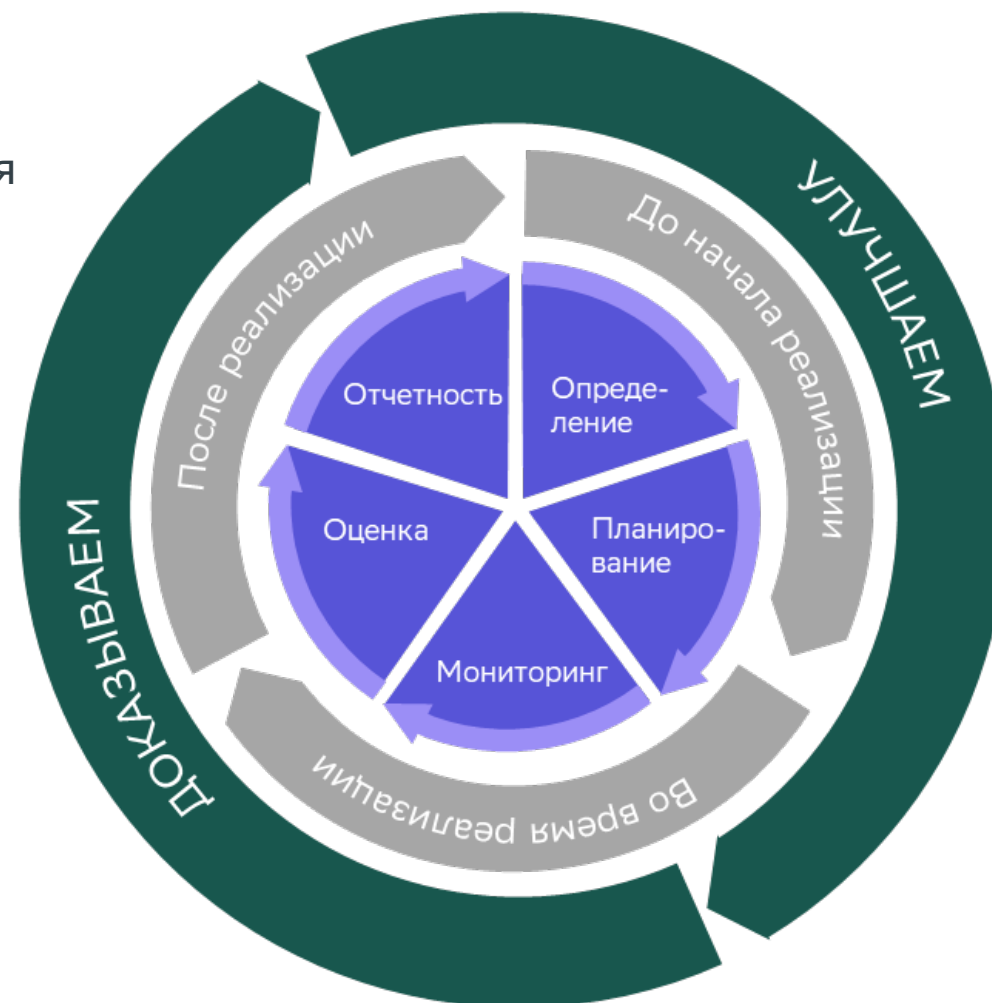 я
УЛУЧШАЕМ
ДОКАЗЫВАЕМ
До начала реализации
Во время реализации
После реализации
Опреде-
ление
Планиро-
вание
Мониторинг
Оценка
Отчетность